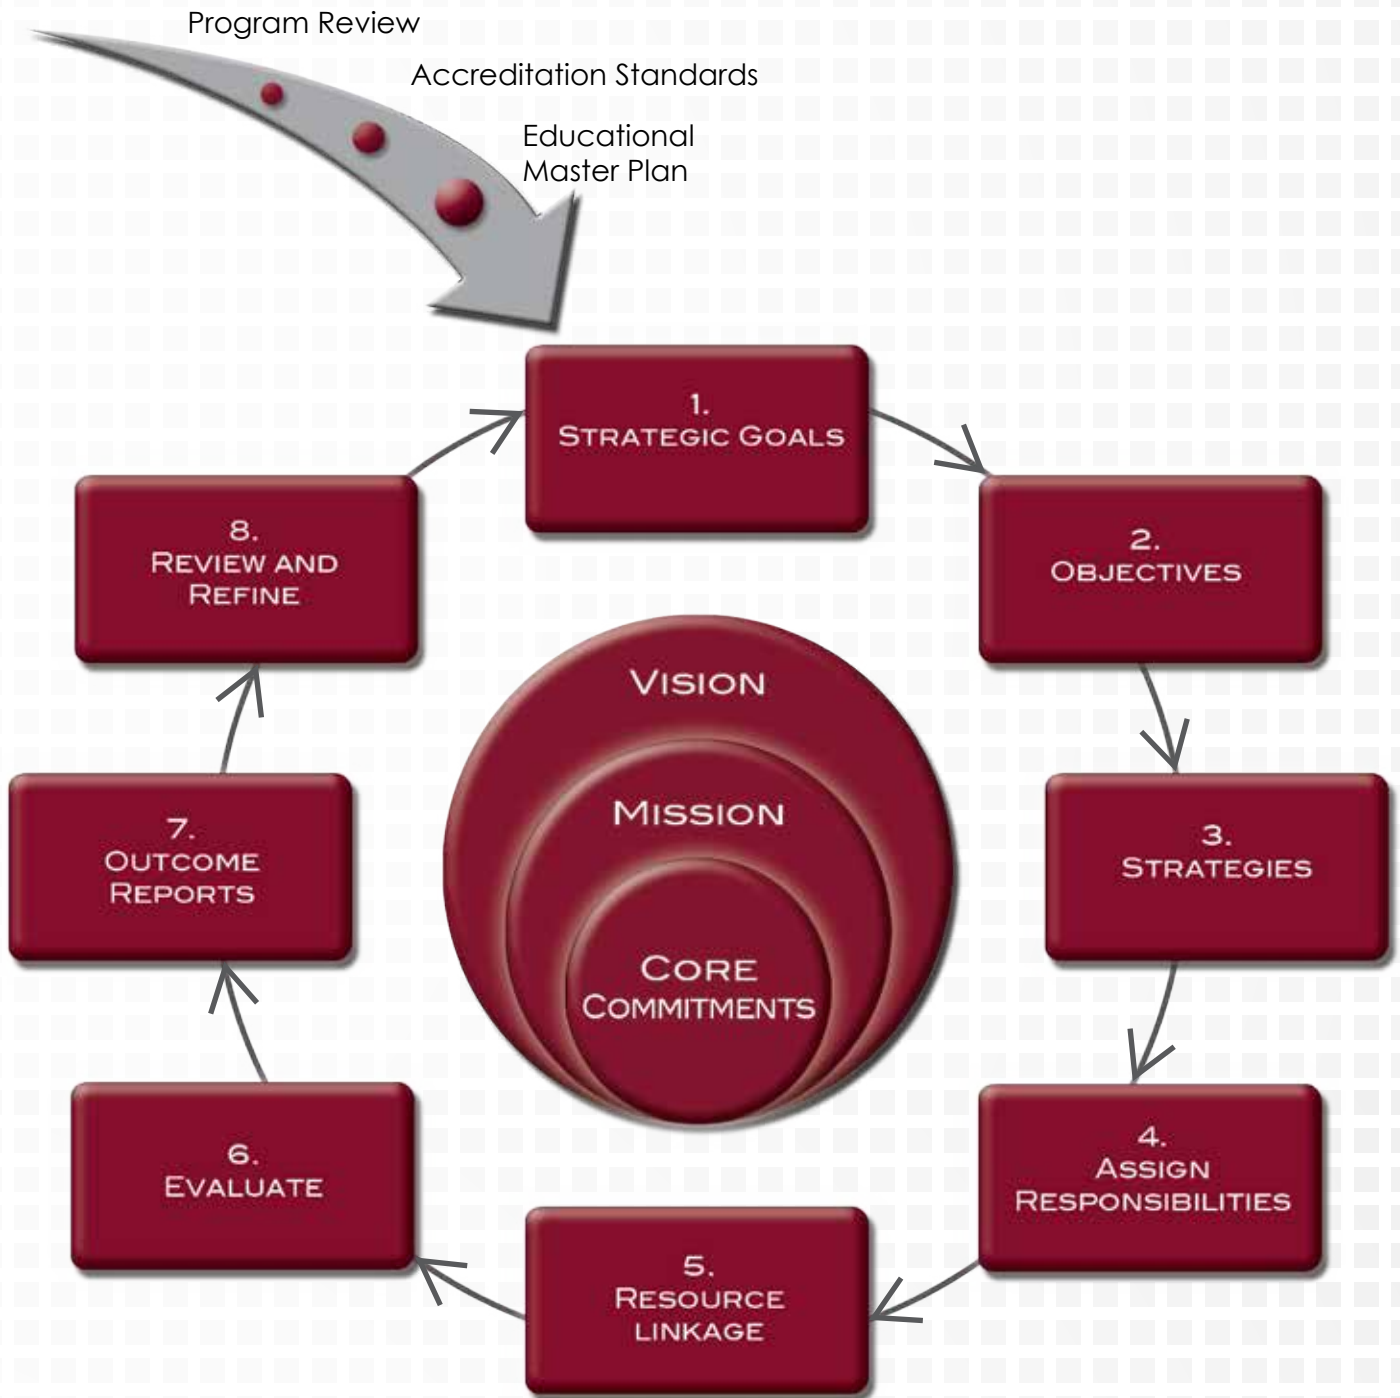 Program Review
Accreditation Standards
Educational
Master Plan
1.
STRATEGIC GOALS
2.
OBJECTIVES
3.
STRATEGIES
4.
ASSIGN
RESPONSIBILITIES
5.
RESOURCE
LINKAGE
6.
EVALUATE
7.
OUTCOME
REPORTS
8.
REVIEW AND
REFINE
VISION
MISSION
CORE
COMMITMENTS